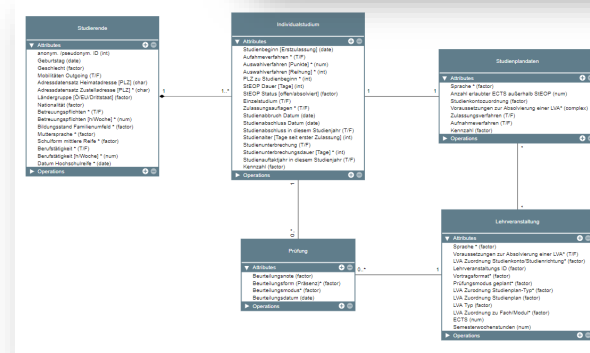 Studierende
Attributes
anonym. /pseudonym. ID (int)
Geburtstag (date)
Geschlecht (factor)
Mobilitäten Outgoing (T/F)
Adressdatensatz Heimatadresse [PLZ] (char)
Adressdatensatz Zustelladresse [PLZ] * (char)
Ländergruppe [Ö/EU/Drittstaat] (factor)
Nationalität (factor)
Betreuungspflichten * (T/F)
Betreuungspflichten [h/Woche] * (num)
Bildungsstand Familienumfeld * (factor)
Muttersprache * (factor)
Schulform mittlere Reife * (factor)
Berufstätigkeit * (T/F)
Berufstätigkeit [h/Woche] * (num)
Datum Hochschulreife * (date)
Operations
1
1..*
Individualstudium
Attributes
Studienbeginn [Erstzulassung] (date)
Aufnahmeverfahren * (T/F)
Auswahlverfahren [Punkte] * (num)
Auswahlverfahren [Reihung] * (int)
PLZ zu Studienbeginn * (int)
StEOP Dauer [Tage] (int)
StEOP Status [offen/absolviert] (factor)
Einzelstudium (T/F)
Zulassungsauflagen * (T/F)
Studienabbruch Datum (date)
Studienabschluss Datum (date)
Studienabschluss in diesem Studienjahr (T/F)
Studienalter [Tage seit erster Zulassung] (int)
Studienunterbrechung (T/F)
Studienunterbrechungsdauer [Tage] * (int)
Studienauftaktjahr in diesem Studienjahr (T/F)
Kennzahl (factor)
Operations
1
1
Studienplandaten
Attributes
Sprache * (factor)
Anzahl erlaubter ECTS außerhalb StEOP (num)
Studienkontozuordnung (factor)
Voraussetzungen zur Absolvierung einer LVA* (complex)
Zulassungsverfahren (T/F)
Aufnahmeverfahren (T/F)
Kennzahl (factor)
Operations
*
*
1
0..*
Prüfung
Attributes
Beurteilungsnote (factor)
Beurteilungsform (Präsenz)* (factor)
Beurteilungsmodus* (factor)
Beurteilungsdatum (date)
Operations
0..*
1
Lehrveranstaltung
Attributes
Sprache * (factor)
Voraussetzungen zur Absolvierung einer LVA* (T/F)
LVA Zuordnung Studienkonto/Studienrichtung* (factor)
Lehrveranstaltungs ID (factor)
Vortragsformat* (factor)
Prüfungsmodus geplant* (factor)
LVA Zuordnung Studienplan-Typ* (factor)
LVA Zuordnung Studienplan (factor)
LVA Typ (factor)
LVA Zuordnung zu Fach/Modul* (factor)
ECTS (num)
Semesterwochenstunden (num)
Operations